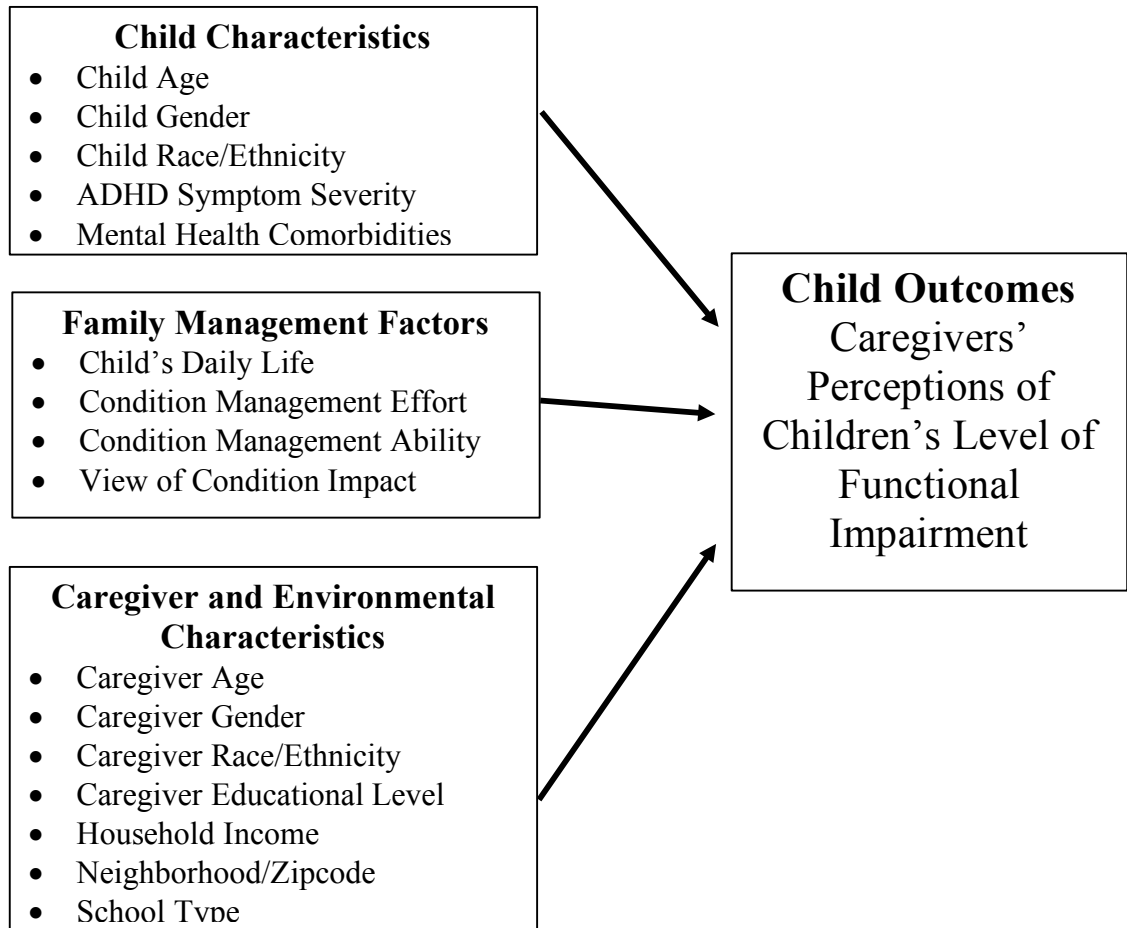 Child Characteristics
• Child Age
• Child Gender
• Child Race/Ethnicity
• ADHD Symptom Severity
• Mental Health Comorbidities
Family Management Factors
• Child’s Daily Life
• Condition Management Effort
• Condition Management Ability
• View of Condition Impact
Caregiver and Environmental
Characteristics
• Caregiver Age
• Caregiver Gender
• Caregiver Race/Ethnicity
• Caregiver Educational Level
• Household Income
• Neighborhood/Zipcode
• School Type
Child Outcomes
Caregivers’
Perceptions of
Children’s Level of
Functional
Impairment